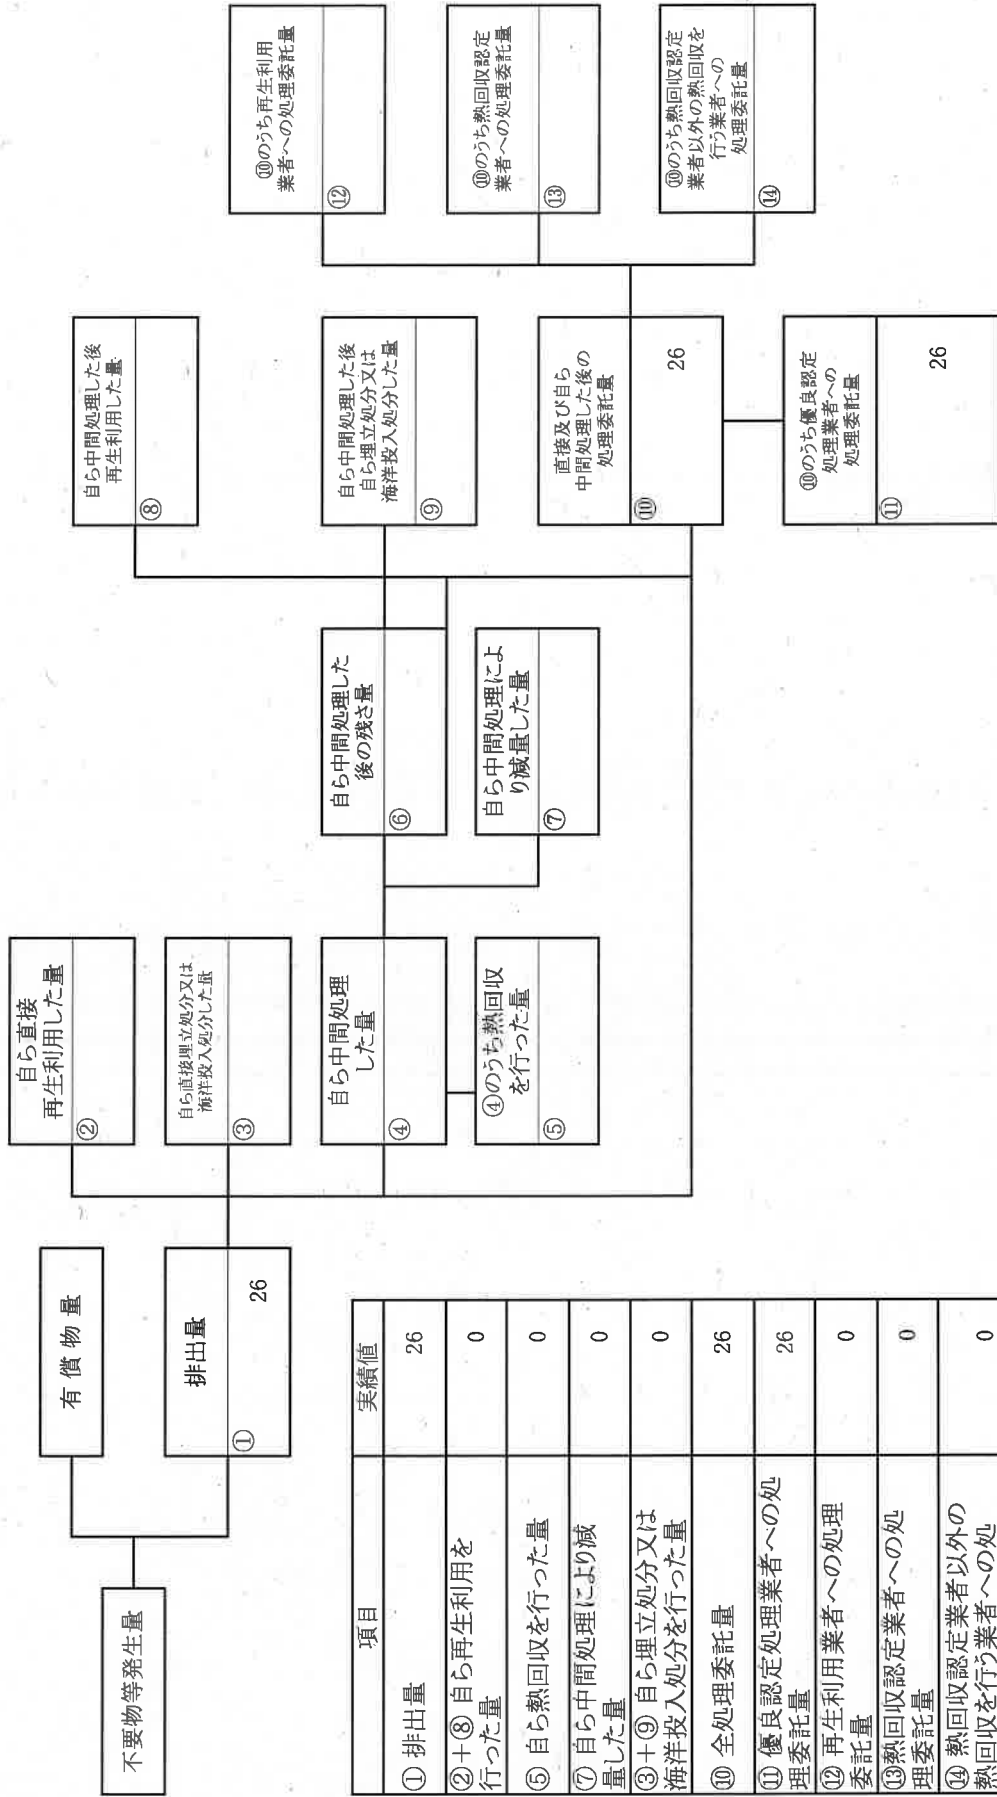 不要物等発生量
有償物量
排出量
①
26
自ら直接
再生利用した量
②
自ら直接埋立処分又は
海洋投入処分した量
③
自ら中間処理
した量
④
④のうち熱回収
を行った量
⑤
自ら中間処理した
後の残さ量
⑥
自ら中間処理によ
り減量した量
⑦
自ら中間処理した後
再生利用した量
⑧
自ら中間処理した後
自ら埋立処分又は
海洋投入処分した量
⑨
直接及び自ら
中間処理した後の
処理委託量
⑩
26
⑩のうち優良認定
処理業者への
処理委託量
⑪
26
⑩のうち再生利用
業者への処理委託量
⑫
⑩のうち熱回収認定
業者への処理委託量
⑬
⑩のうち熱回収認定
業者以外の熱回収を
行う業者への
処理委託量
⑭
項目 実績値
① 排出量 26
②+⑧ 自ら再生利用を
行った量 0
⑤ 自ら熱回収を行った量 0
⑦ 自ら中間処理により減
量した量 0
③+⑨ 自ら埋立処分又は
海洋投入処分を行った量 0
⑩ 全処理委託量 26
⑪ 優良認定処理業者への処
理委託量 26
⑫ 再生利用業者への処理
委託量 0
⑬熱回収認定業者への処
理委託量 0
⑭ 熱回収認定業者以外の
熱回収を行う業者への処 0